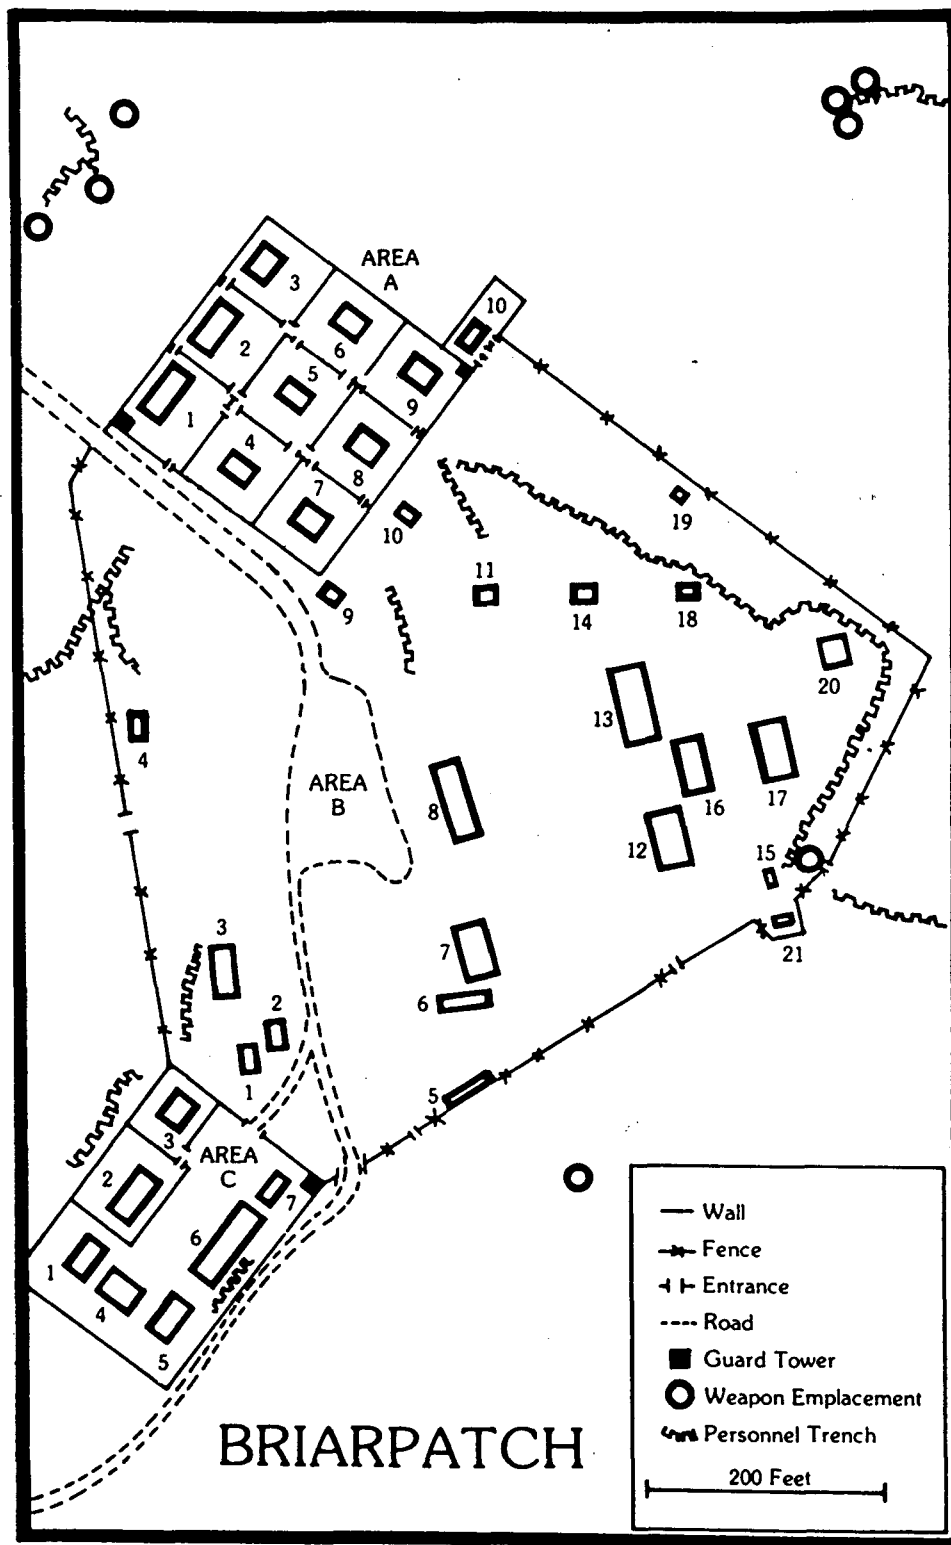 AREA
A
10
3
6
2
5
9
1
4
8
7
10
19
9
11
14
18
20
13
4
AREA
B
8
16
17
12
15
3
7
21
6
2
1
5
3
AREA
C
2
7
6
1
4
5
Wall
Fence
Entrance
Road
Guard Tower
Weapon Emplacement
Personnel Trench
200 Feet
BRIARPATCH